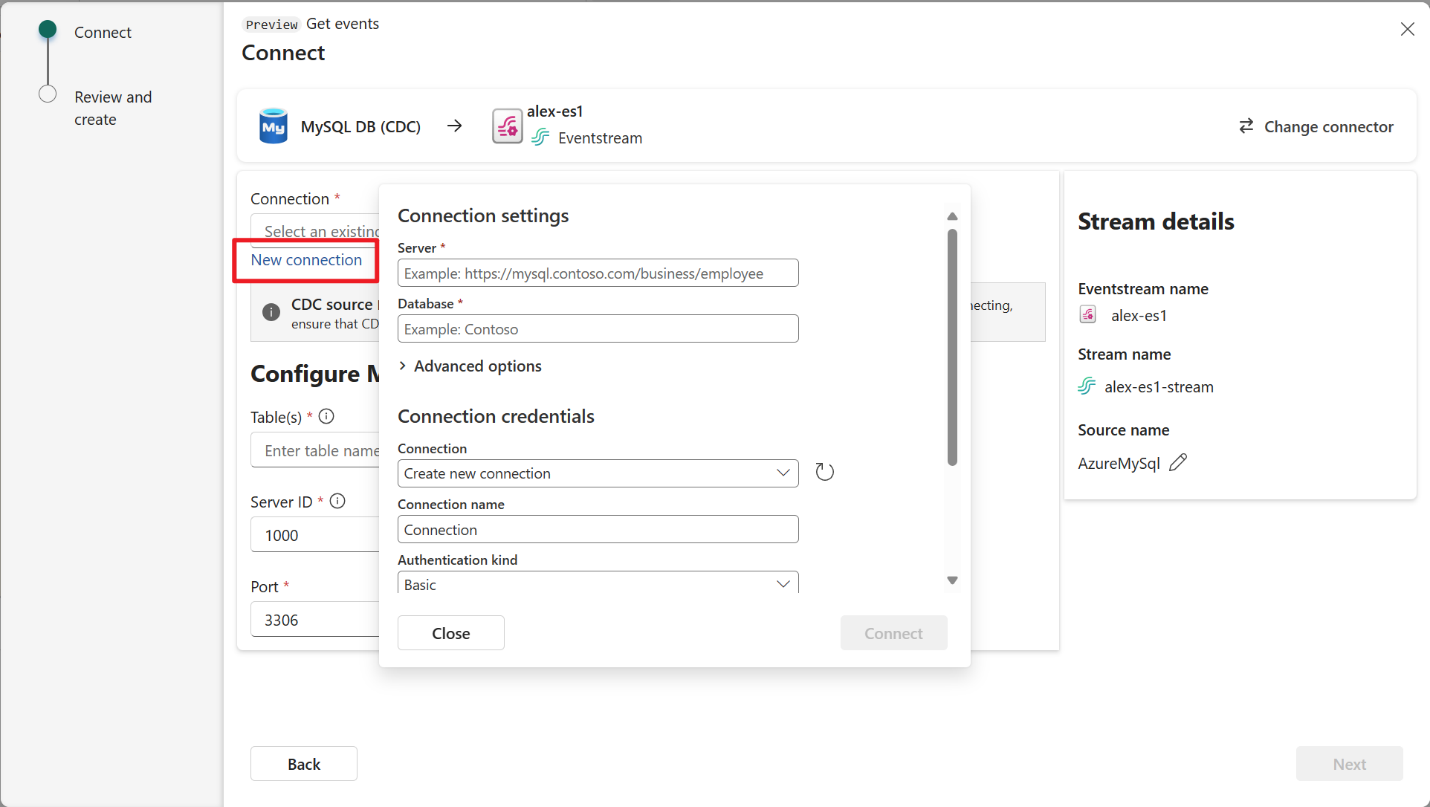 Connect
Review and
create
Preview Get events
Connect
My
MySQL DB (CDC)
alex-es1
Eventstream
Change connector
Connection *
Select an existing
New connection
CDC source
ensure that CD
necting,
Configure M
Table(s) *
Enter table name
Server ID *
1000
Port *
3306
Connection settings
Server *
Example: https://mysql.contoso.com/business/employee
Database *
Example: Contoso
Advanced options
Connection credentials
Connection
Create new connection
Connection name
Connection
Authentication kind
Basic
Close
Connect
Stream details
Eventstream name
alex-es1
Stream name
alex-es1-stream
Source name
AzureMySql
Back
Next